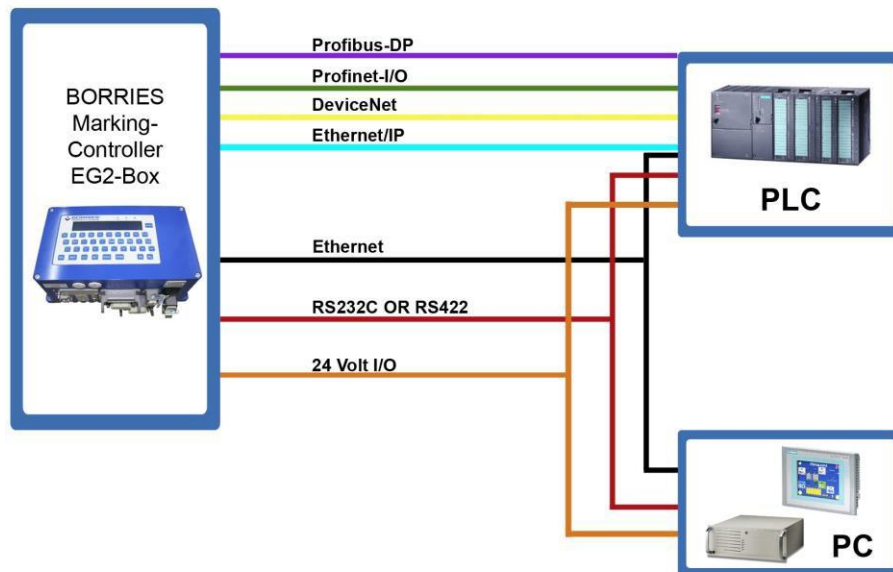 BORRIES
Marking-
Controller
EG2-Box
Profibus-DP
Profinet-I/O
DeviceNet
Ethernet/IP
Ethernet
RS232C OR RS422
24 Volt I/O
PLC
PC